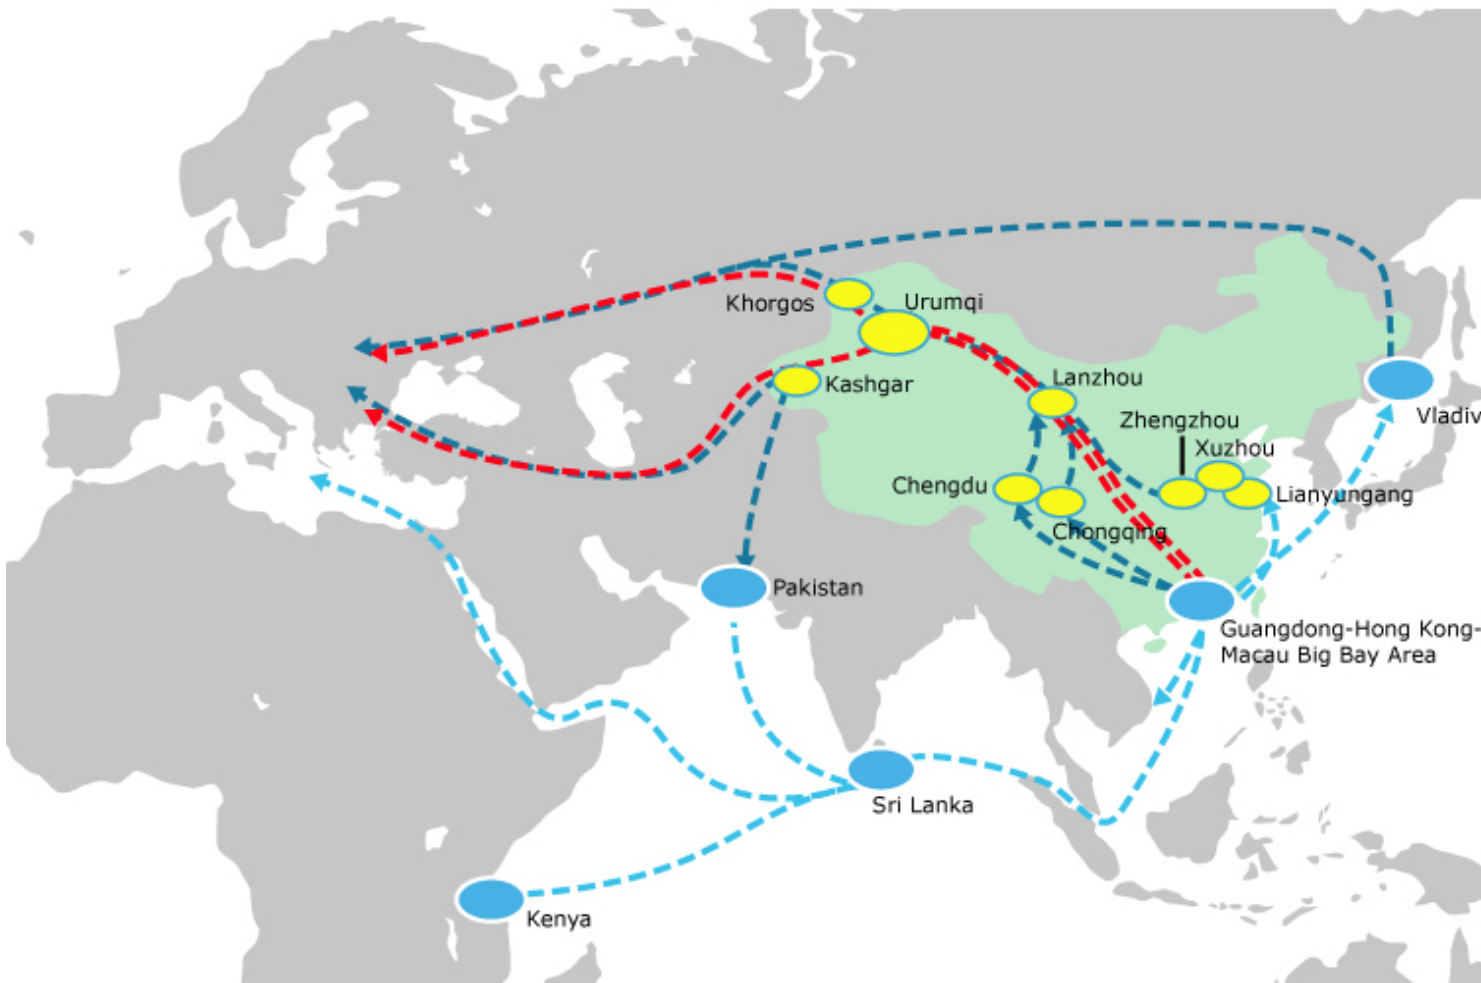 Khorgos
Urumqi
Kashgar
Lanzhou
Zhengzhou
Xuzhou
Vladiv
Chengdu
Lianyungang
Chongqing
Pakistan
Guangdong-Hong Kong-
Macau Big Bay Area
Sri Lanka
Kenya